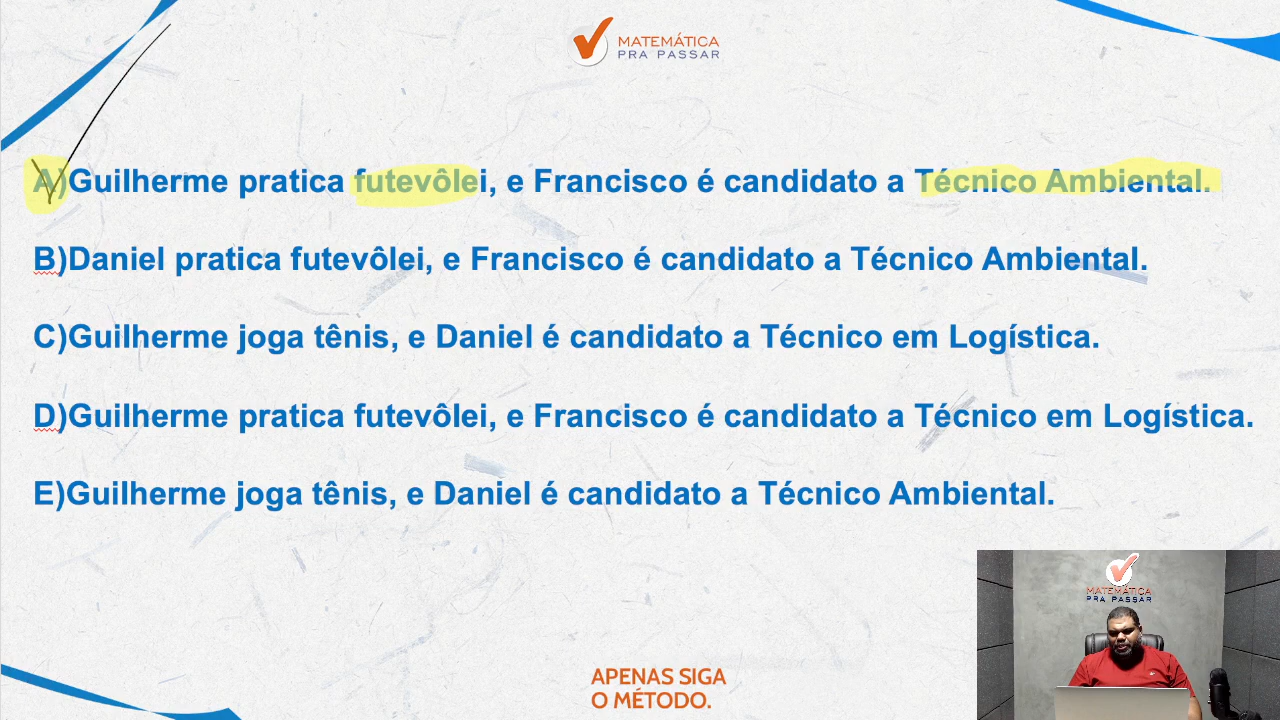 MATEMÁTICA
PRA PASSAR
A)Guilherme pratica futevôlei, e Francisco é candidato a Técnico Ambiental.
B)Daniel pratica futevôlei, e Francisco é candidato a Técnico Ambiental.
C)Guilherme joga tênis, e Daniel é candidato a Técnico em Logística.
D)Guilherme pratica futevôlei, e Francisco é candidato a Técnico em Logística.
E)Guilherme joga tênis, e Daniel é candidato a Técnico Ambiental.
MATEMÁTICA
PRA PASSAR
APENAS SIGA
O MÉTODO.